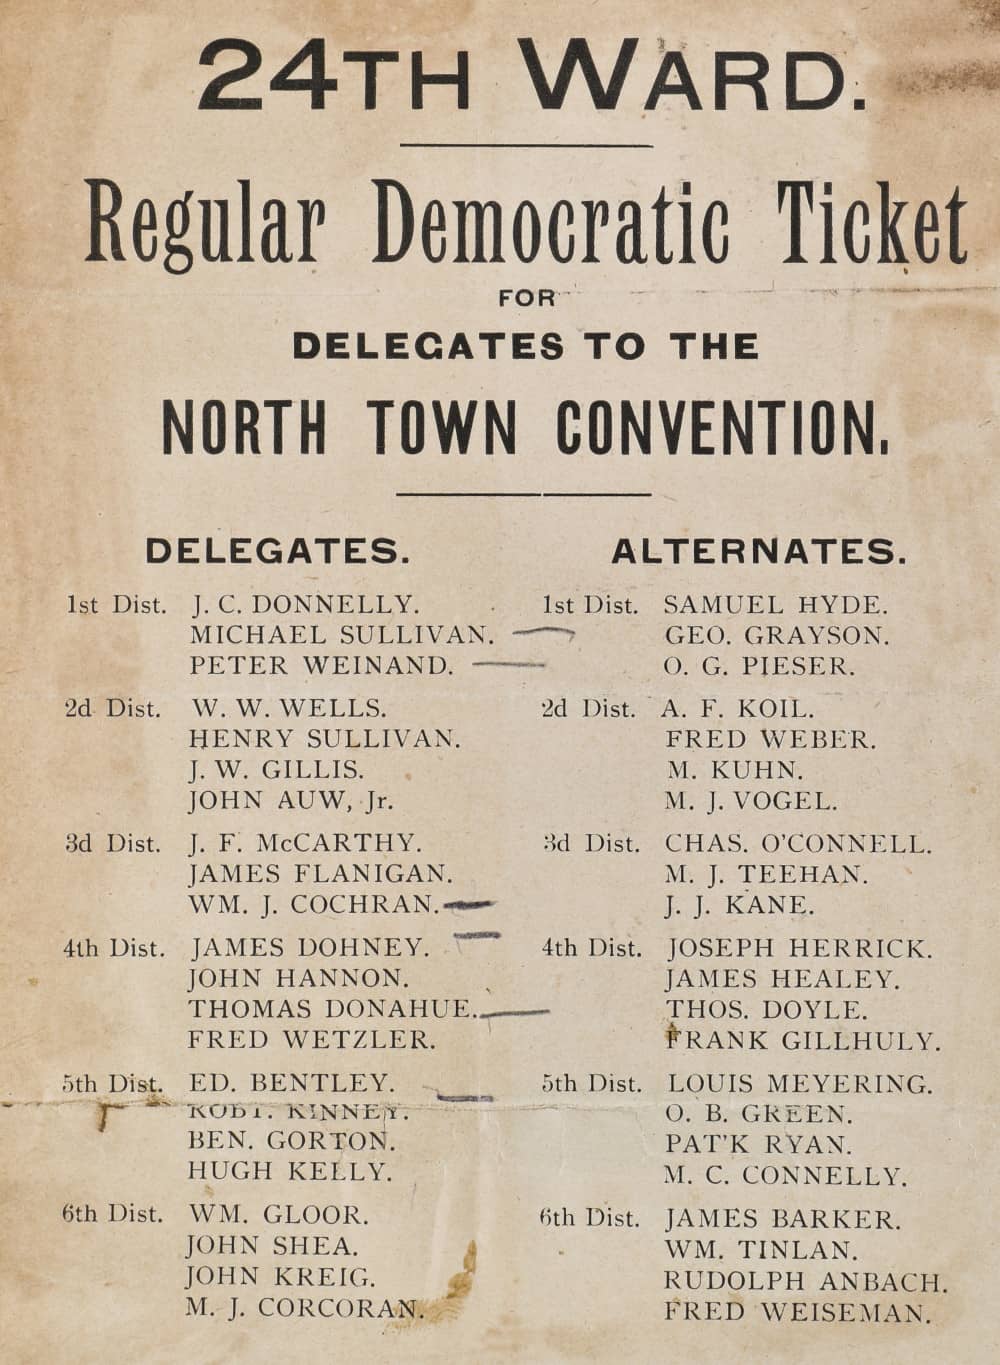 24TH WARD.
Regular Democratic Ticket
FOR
DELEGATES TO THE
NORTH TOWN CONVENTION.
DELEGATES.
1st Dist. J. C. DONNELLY.
MICHAEL SULLIVAN.
PETER WEINAND.
2d Dist. W. W. WELLS.
HENRY SULLIVAN.
J. W. GILLIS.
JOHN AUW, Jr.
3d Dist. J. F. McCARTHY.
JAMES FLANIGAN.
WM. J. COCHRAN.
4th Dist. JAMES DOHNEY.
JOHN HANNON.
THOMAS DONAHUE.
FRED WETZLER.
5th Dist. ED. BENTLEY.
ROBT. KINNEY.
BEN. GORTON.
HUGH KELLY.
6th Dist. WM. GLOOR.
JOHN SHEA.
JOHN KREIG.
M. J. CORCORAN.
ALTERNATES.
1st Dist. SAMUEL HYDE.
GEO. GRAYSON.
O. G. PIESER.
2d Dist. A. F. KOIL.
FRED WEBER.
M. KUHN.
M. J. VOGEL.
3d Dist. CHAS. O'CONNELL.
M. J. TEEHAN.
J. J. KANE.
4th Dist. JOSEPH HERRICK.
JAMES HEALEY.
THOS. DOYLE.
FRANK GILLHULY.
5th Dist. LOUIS MEYERING.
O. B. GREEN.
PAT'K RYAN.
M. C. CONNELLY.
6th Dist. JAMES BARKER.
WM. TINLAN.
RUDOLPH ANBACH.
FRED WEISEMAN.